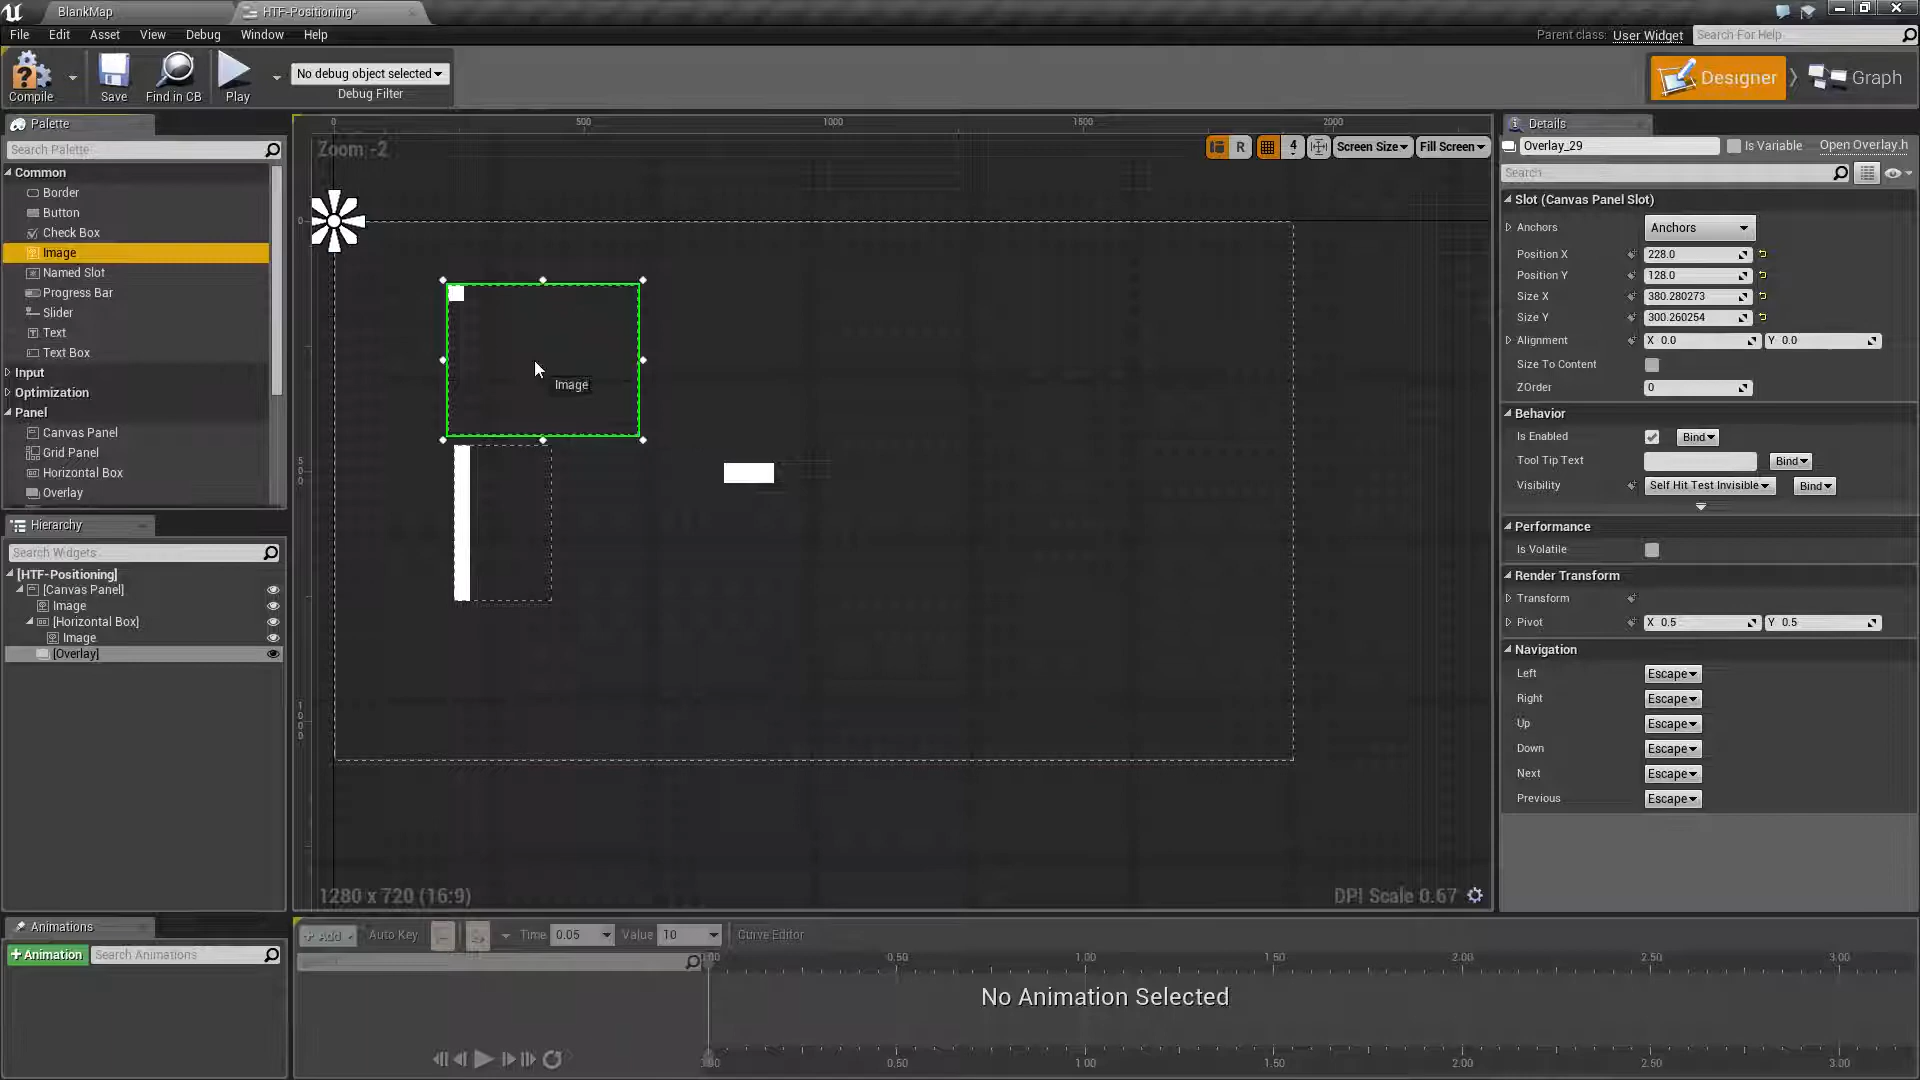 BlankMap
HTF-Positioning*
File Edit Asset View Debug Window Help
Parent class: User Widget
Search For Help
Compile
Save
Find in CB
Play
No debug object selected
Debug Filter
Designer
Graph
Palette
Search Palette
Common
Border
Button
Check Box
Image
Named Slot
Progress Bar
Slider
Text
Text Box
Input
Optimization
Panel
Canvas Panel
Grid Panel
Horizontal Box
Overlay
Hierarchy
Search Widgets
[HTF-Positioning]
[Canvas Panel]
Image
[Horizontal Box]
Image
[Overlay]
0 500 1000 1500 2000
Zoom -2
R
4
Screen Size
Fill Screen
0
500
1000
Image
1280 x 720 (16:9)
DPI Scale 0.67
Details
Overlay_29
Is Variable
Open Overlay.h
Search
Slot (Canvas Panel Slot)
Anchors Anchors
Position X 228.0
Position Y 128.0
Size X 380.280273
Size Y 300.260254
Alignment X 0.0 Y 0.0
Size To Content
ZOrder 0
Behavior
Is Enabled Bind
Tool Tip Text Bind
Visibility Self Hit Test Invisible Bind
Performance
Is Volatile
Render Transform
Transform
Pivot X 0.5 Y 0.5
Navigation
Left Escape
Right Escape
Up Escape
Down Escape
Next Escape
Previous Escape
Animations
+Animation
Search Animations
+ Add
Auto Key
Time 0.05
Value 10
Curve Editor
0.50 1.00 1.50 2.00 2.50 3.00
No Animation Selected
0.50 1.00 1.50 2.00 2.50 3.00